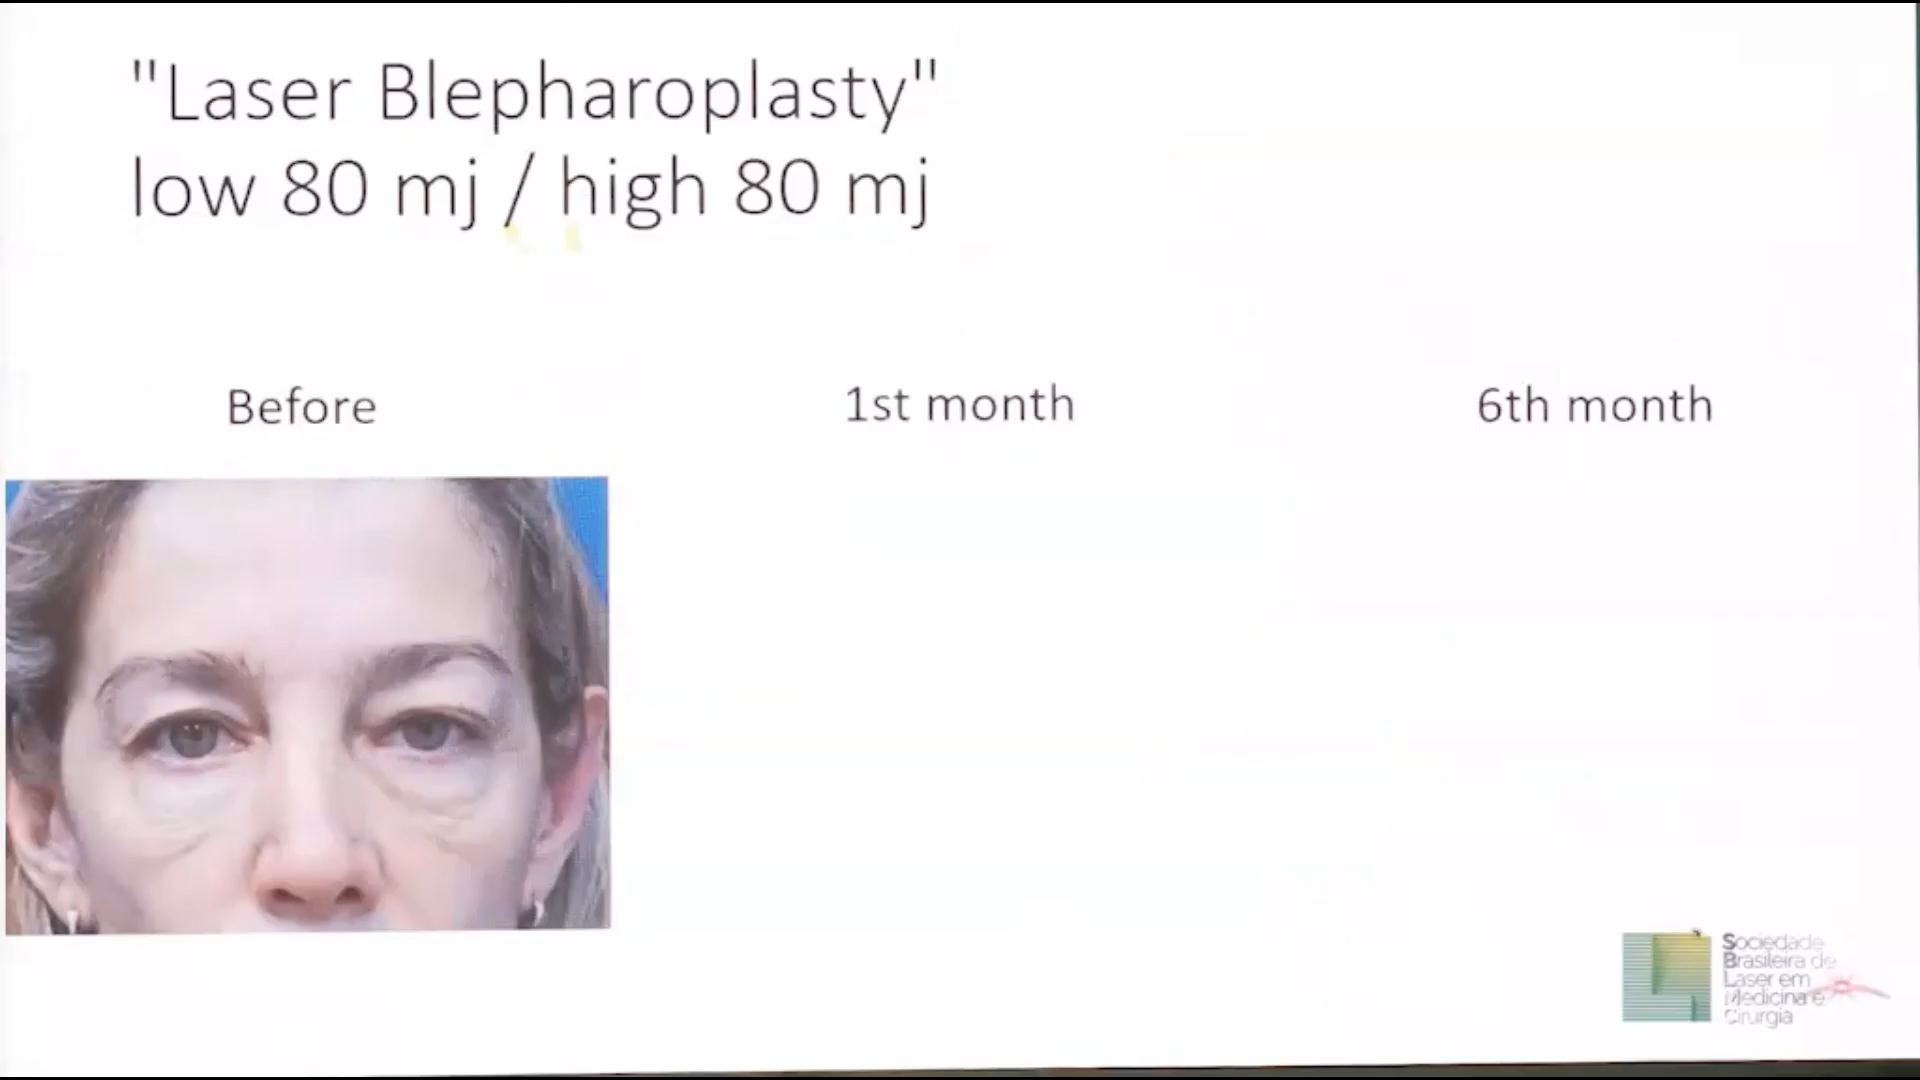 "Laser Blepharoplasty"
low 80 mj / high 80 mj
Before
1st month
6th month
Sociedade
Brasileira de
Laser em
Medicina e
Cirurgia